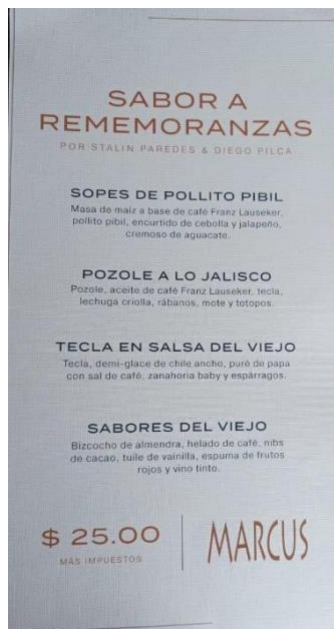 SABOR A
REMEMORANZAS
POR STALIN PAREDES & DIEGO PILCA
SOPES DE POLLITO PIBIL
Masa de maíz a base de café Franz Lauseker,
pollito pibil, encurtido de cebolla y jalapeño,
cremoso de aguacate.
POZOLE A LO JALISCO
Pozole, aceite de café Franz Lauseker, tecla,
lechuga criolla, rábanos, mote y totopos.
TECLA EN SALSA DEL VIEJO
Tecla, demi-glace de chile ancho, puré de papa
con sal de café, zanahoria baby y espárragos.
SABORES DEL VIEJO
Bizcocho de almendra, helado de café, nibs
de cacao, tuile de vainilla, espuma de frutos
rojos y vino tinto.
$ 25.00
MÁS IMPUESTOS
MARCUS